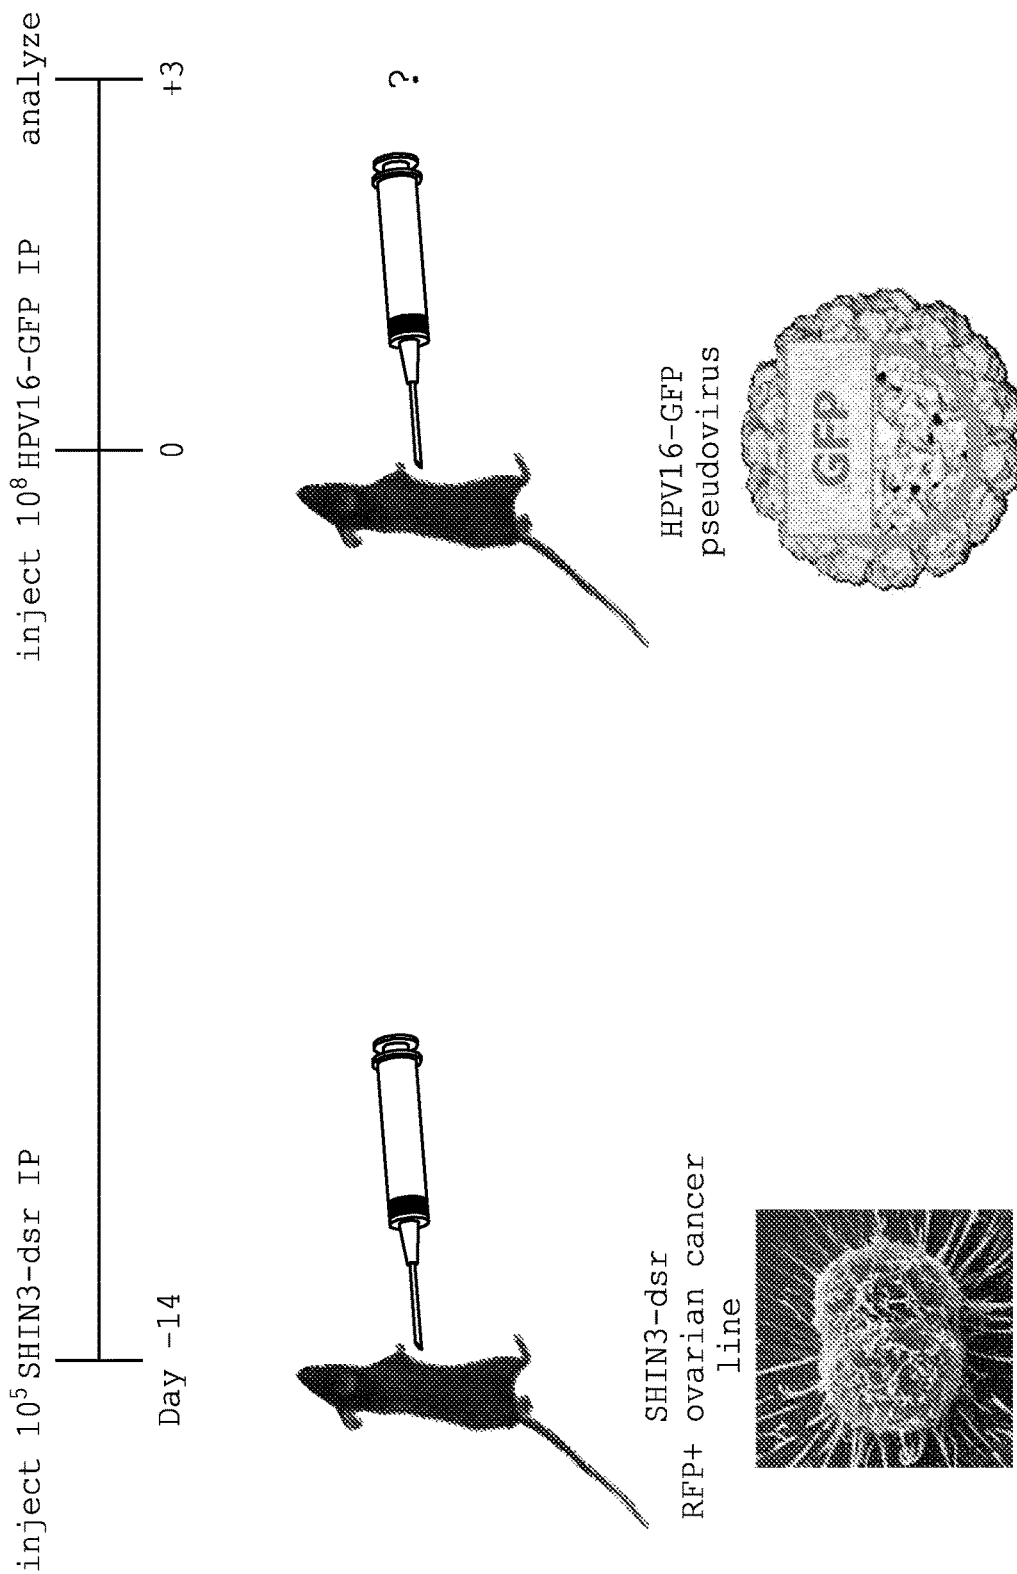 inject 10⁵ SHIN3-dsr IP
inject 10⁸ HPV16-GFP IP
analyze
Day -14
0
+3
?
SHIN3-dsr
RFP+ ovarian cancer
line
HPV16-GFP
pseudovirus
GFP